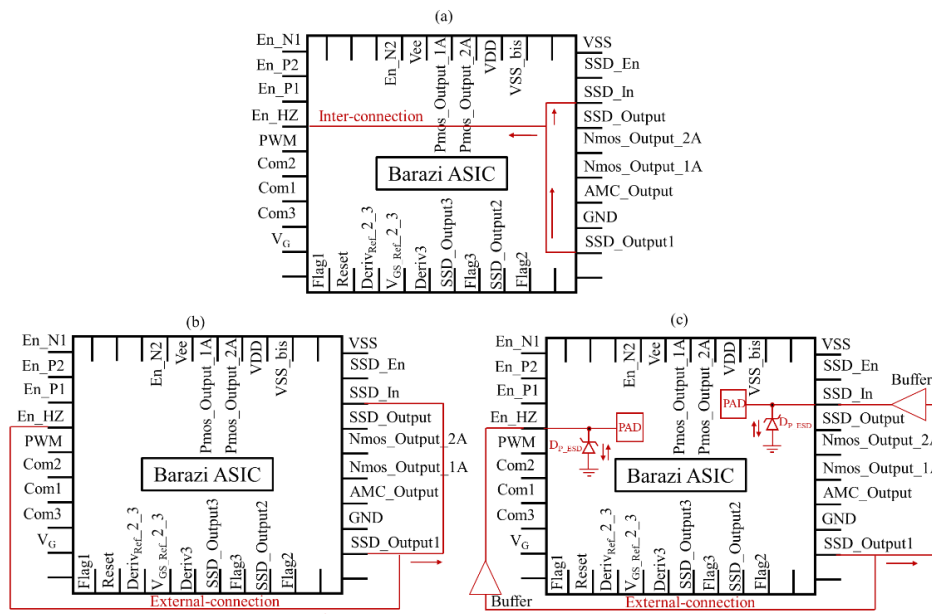 (a)
En_N1
En_P2
En_P1
En_HZ
PWM
Com2
Com1
Com3
VG
En_N2
Vee
Pmos_Output_1A
Pmos_Output_2A
VDD
VSS_bis
VSS
SSD_En
SSD_In
SSD_Output
Nmos_Output_2A
Nmos_Output_1A
AMC_Output
GND
SSD_Output1
Inter-connection
Barazi ASIC
Flag1
Reset
DerivRef_2_3
VGS_Ref_2_3
Deriv3
SSD_Output3
Flag3
SSD_Output2
Flag2
(b)
En_N1
En_P2
En_P1
En_HZ
PWM
Com2
Com1
Com3
VG
En_N2
Vee
Pmos_Output_1A
Pmos_Output_2A
VDD
VSS_bis
VSS
SSD_En
SSD_In
SSD_Output
Nmos_Output_2A
Nmos_Output_1A
AMC_Output
GND
SSD_Output1
Barazi ASIC
Flag1
Reset
DerivRef_2_3
VGS_Ref_2_3
Deriv3
SSD_Output3
Flag3
SSD_Output2
Flag2
External-connection
(c)
En_N1
En_P2
En_P1
En_HZ
PWM
Com2
Com1
Com3
VG
En_N2
Vee
Pmos_Output_1A
Pmos_Output_2A
VDD
VSS_bis
VSS
SSD_En
SSD_In
SSD_Output
Nmos_Output_2A
Nmos_Output_1A
AMC_Output
GND
SSD_Output1
Buffer
PAD
DP_ESD
PAD
DP_ESD
Barazi ASIC
Flag1
Reset
DerivRef_2_3
VGS_Ref_2_3
Deriv3
SSD_Output3
Flag3
SSD_Output2
Flag2
Buffer
External-connection